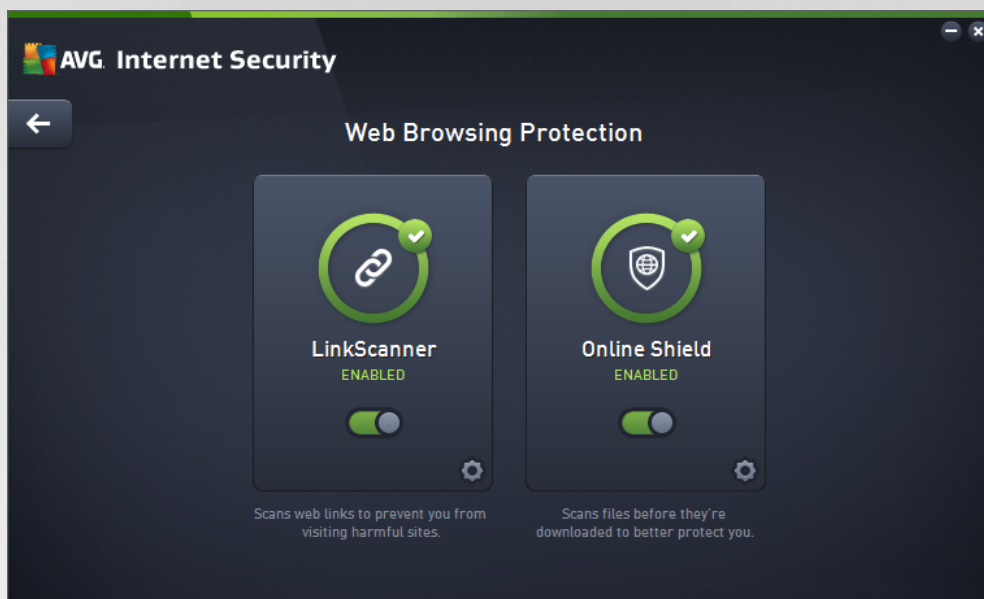 AVG. Internet Security
Web Browsing Protection
LinkScanner
ENABLED
Scans web links to prevent you from
visiting harmful sites.
Online Shield
ENABLED
Scans files before they're
downloaded to better protect you.